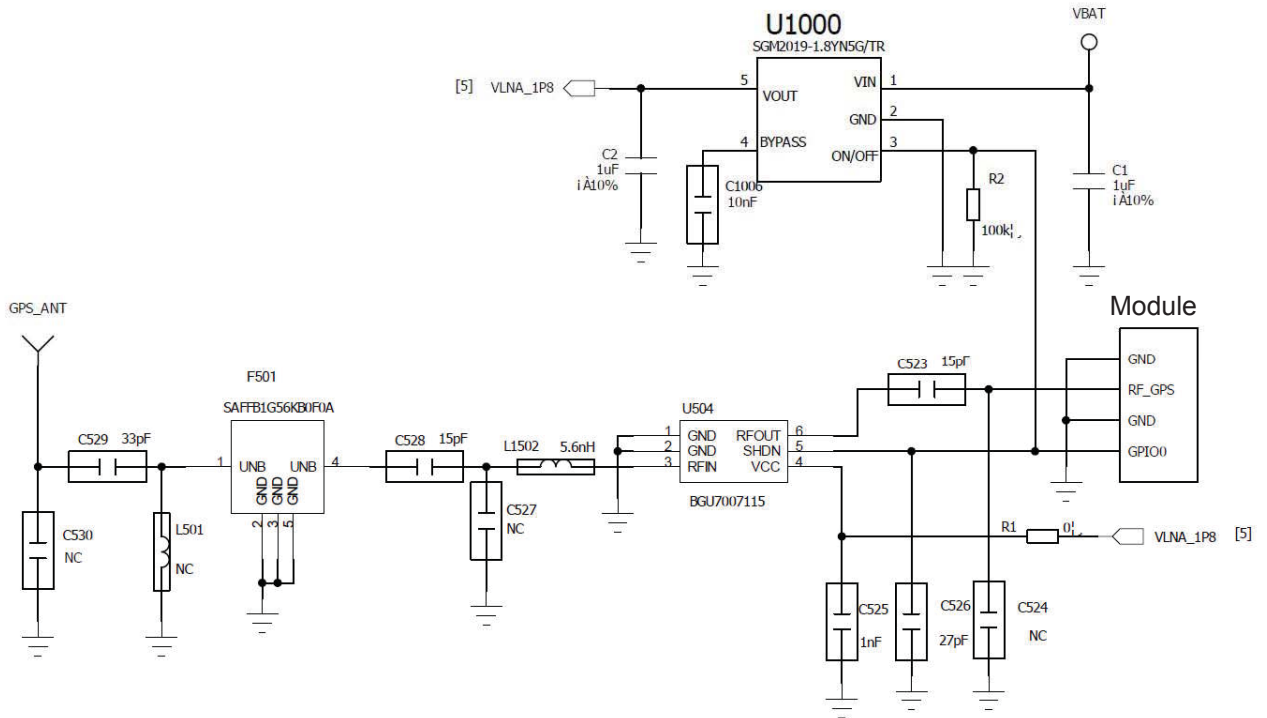 U1000
SGM2019-1.8YN5G/TR
VBAT
[5] VLNA_1P8
5
VOUT
VIN
1
GND
2
4
BYPASS
ON/OFF
3
C2
1uF
¡À10%
C1006
10nF
R2
100k¦¸
C1
1uF
¡À10%
GPS_ANT
Module
GND
RF_GPS
GND
GPIO0
F501
SAFFB1G56KB0F0A
C523 15pF
U504
1 GND RFOUT 6
2 GND SHDN 5
3 RFIN VCC 4
BGU7007115
C529 33pF
1 UNB UNB 4
GND GND GND
2 3 5
C528 15pF
L1502 5.6nH
C527
NC
C530
NC
L501
NC
R1
VLNA_1P8 [5]
C525
1nF
C526
27pF
C524
NC